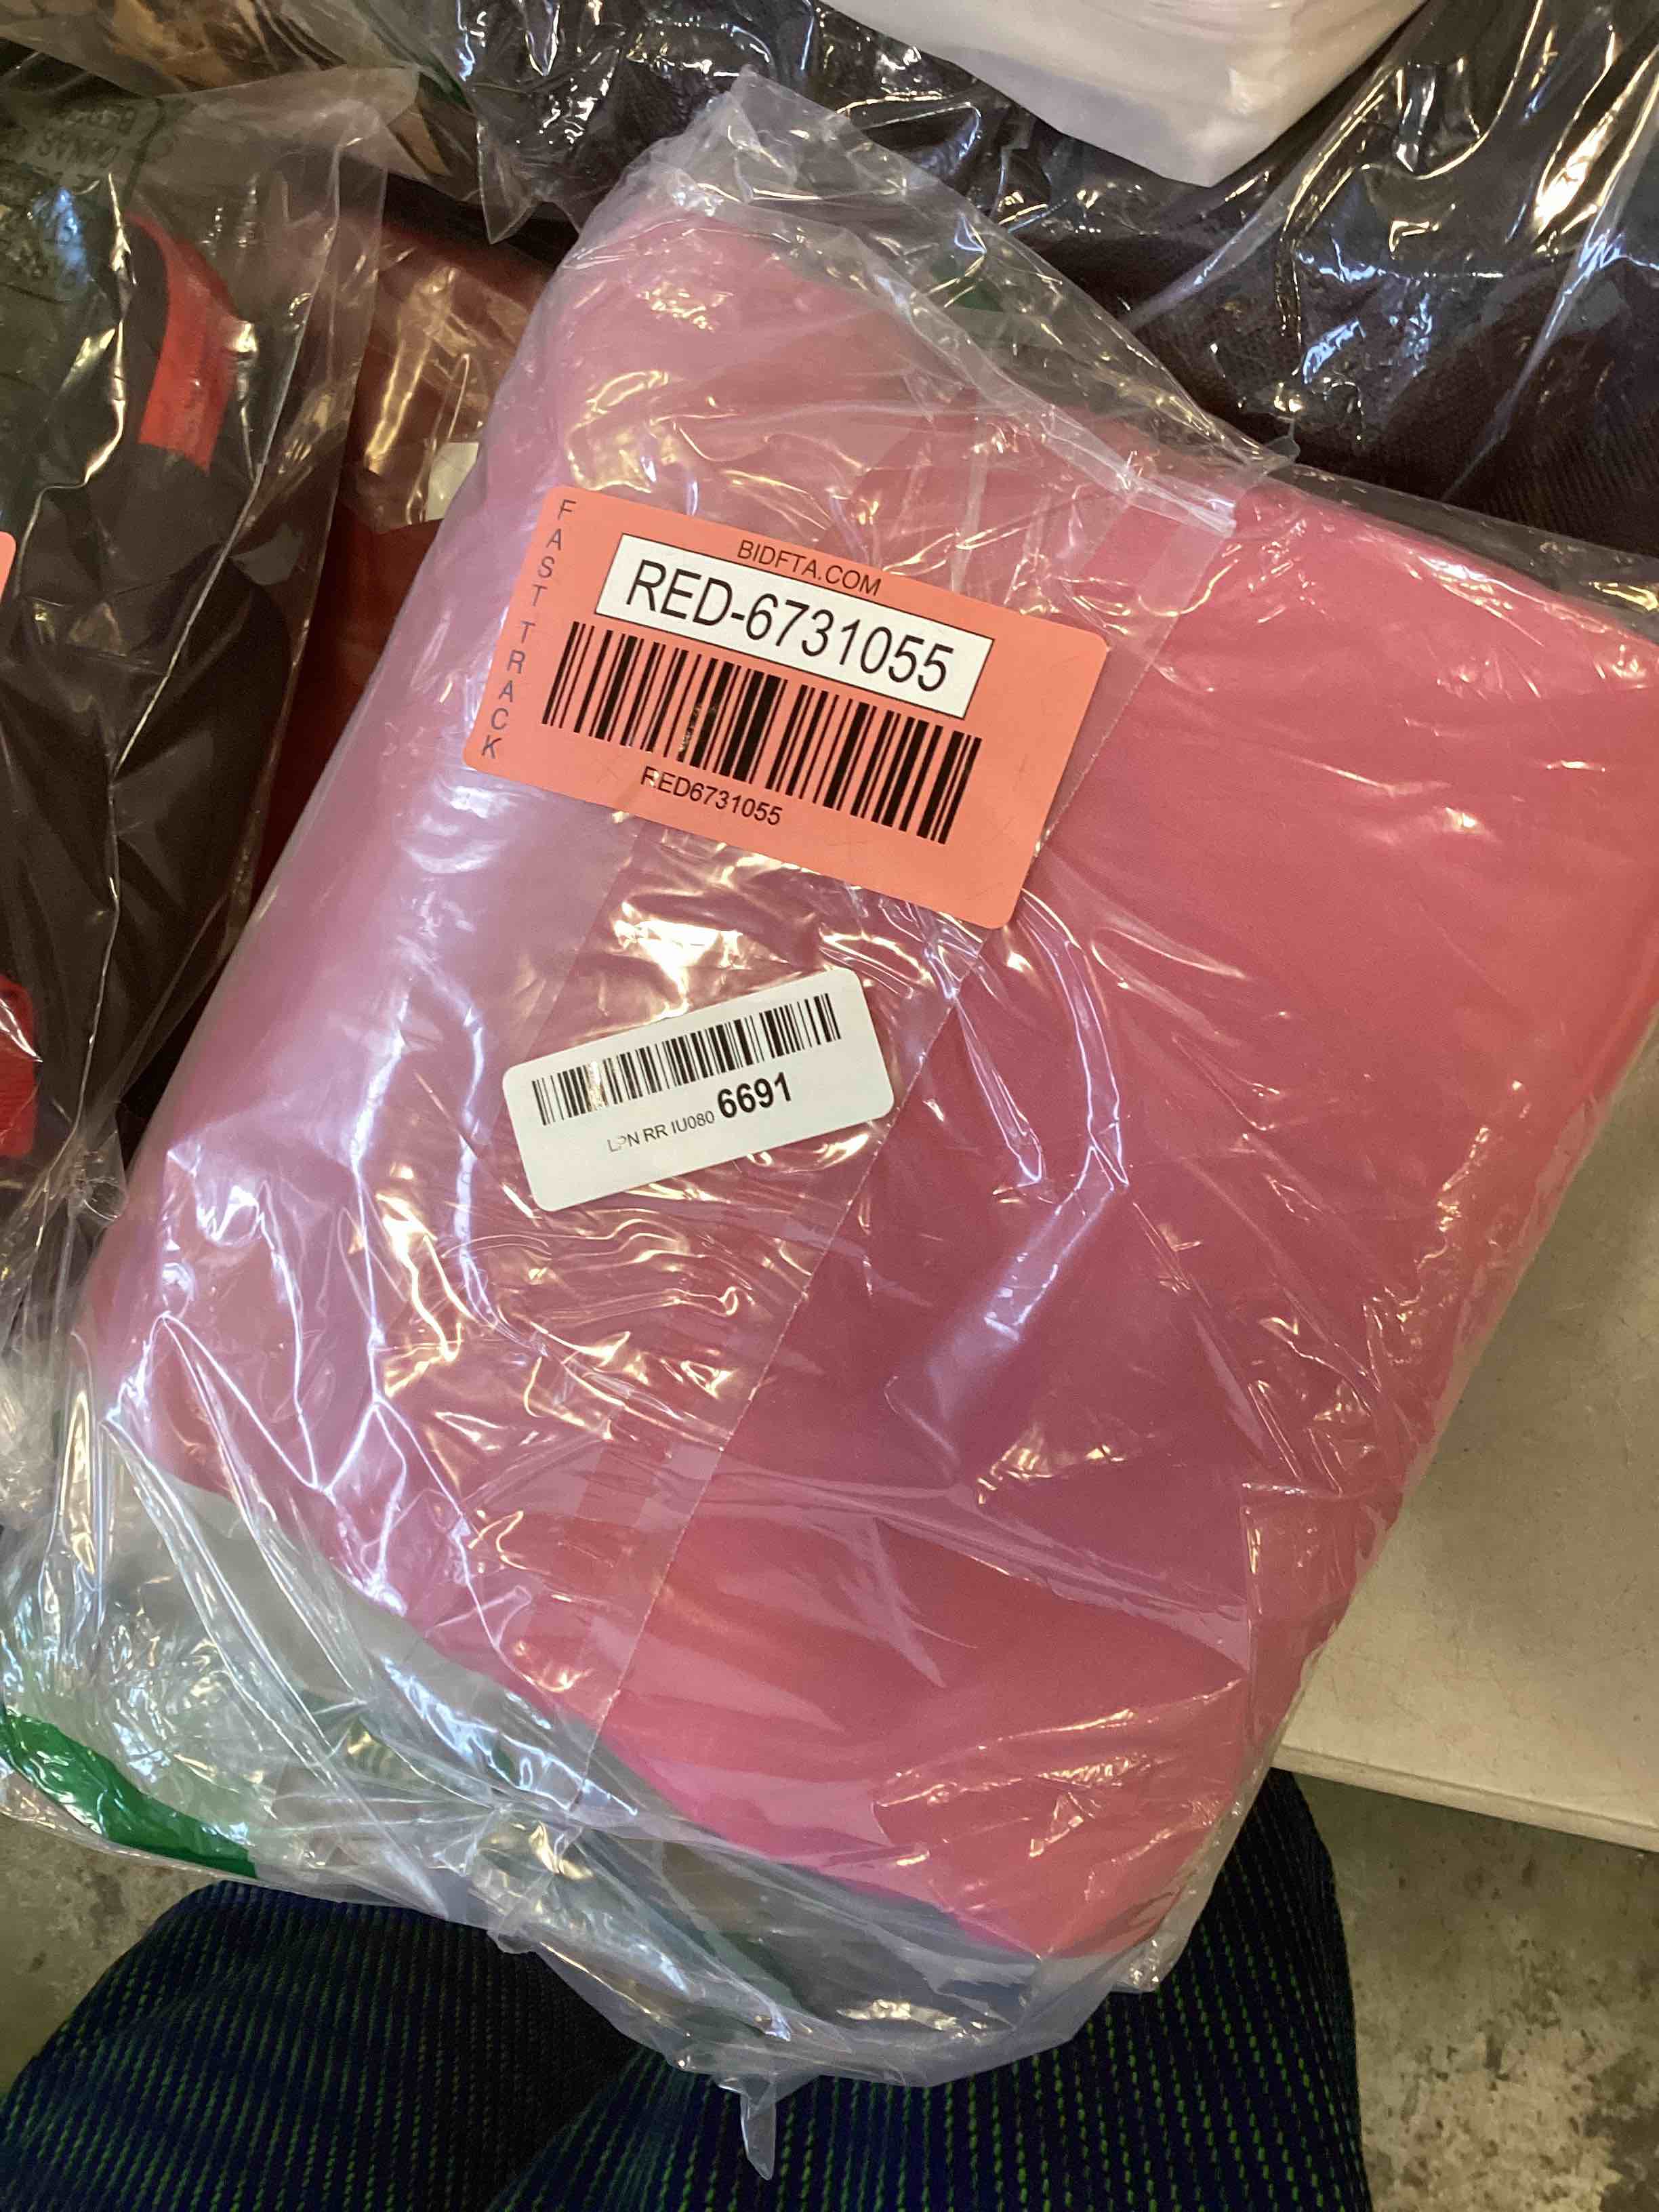 BIDFTA.COM
FAST TRACK
RED-6731055
RED6731055
LPN RR IU080 6691